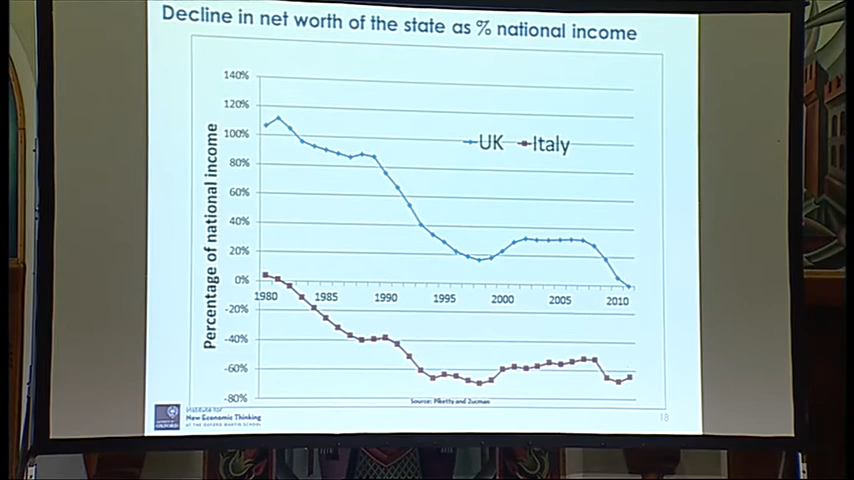 Decline in net worth of the state as % national income
Percentage of national income
140%
120%
100%
80%
60%
40%
20%
0%
-20%
-40%
-60%
-80%
UK Italy
1980 1985 1990 1995 2000 2005 2010
Source: Piketty and Zucman
Institute for
New Economic Thinking
AT THE OXFORD MARTIN SCHOOL
18